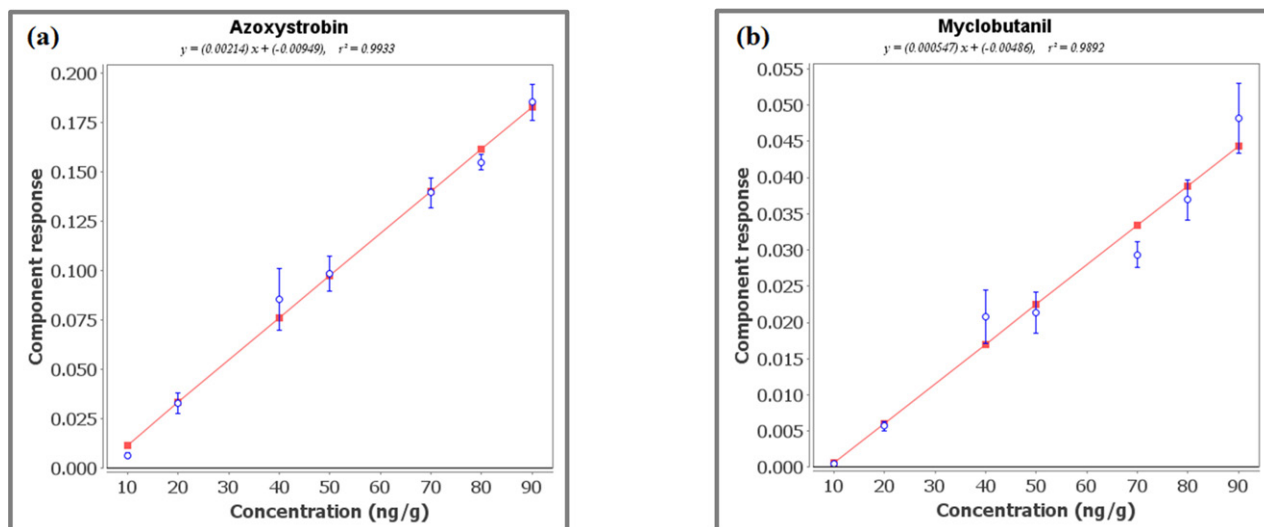 (a)
Azoxystrobin
y = (0.00214) x + (-0.00949), r² = 0.9933
0.200
0.175
0.150
0.125
0.100
0.075
0.050
0.025
0.000
Component response
10 20 30 40 50 60 70 80 90
Concentration (ng/g)
(b)
Myclobutanil
y = (0.000547) x + (-0.00486), r² = 0.9892
0.055
0.050
0.045
0.040
0.035
0.030
0.025
0.020
0.015
0.010
0.005
0.000
Component response
10 20 30 40 50 60 70 80 90
Concentration (ng/g)